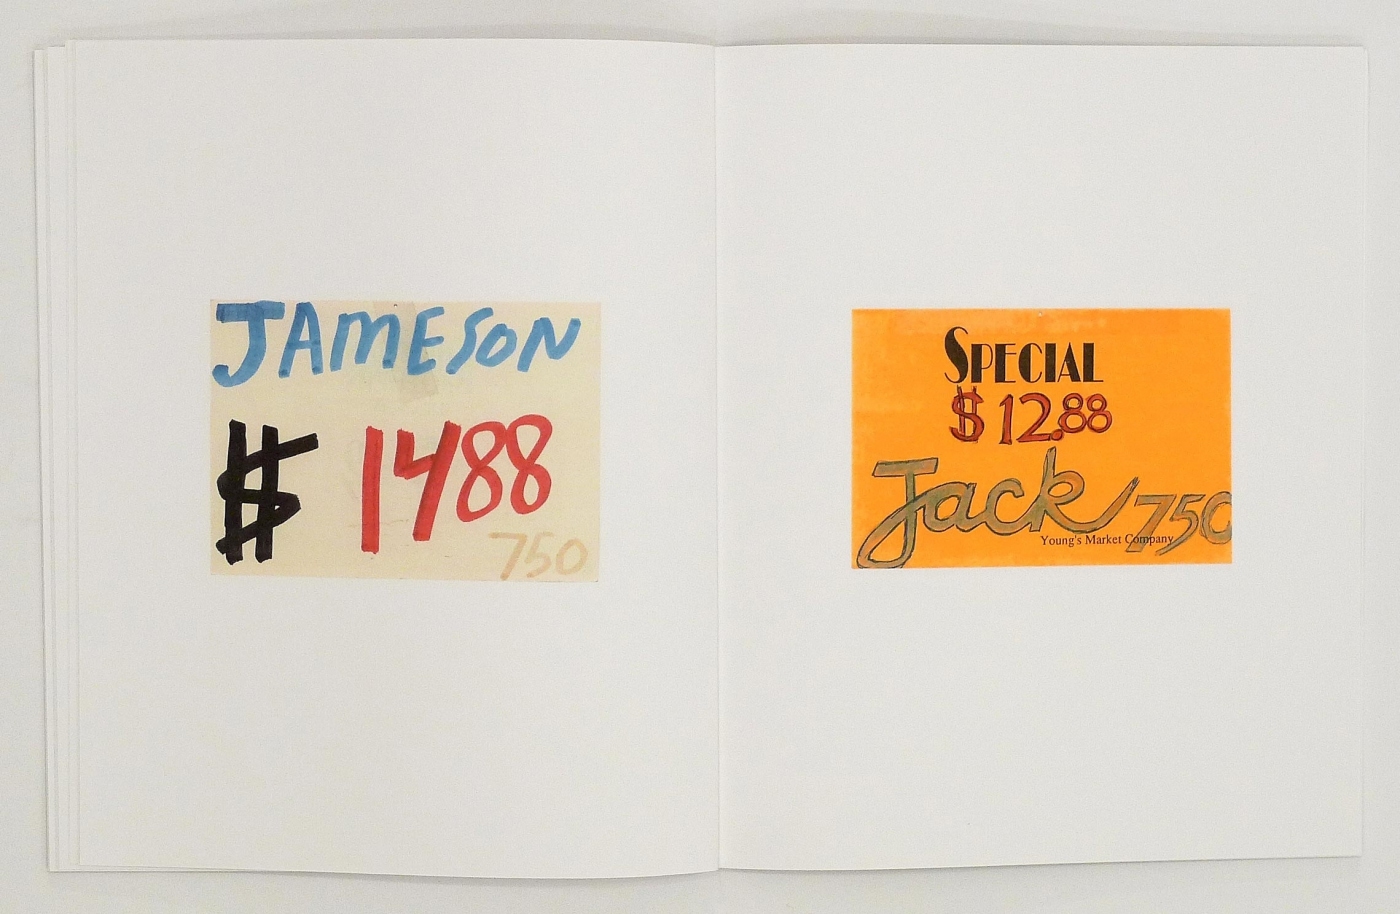 JAMESON
$ 1488
750
SPECIAL
$ 12.88
Jack 750
Young's Market Company